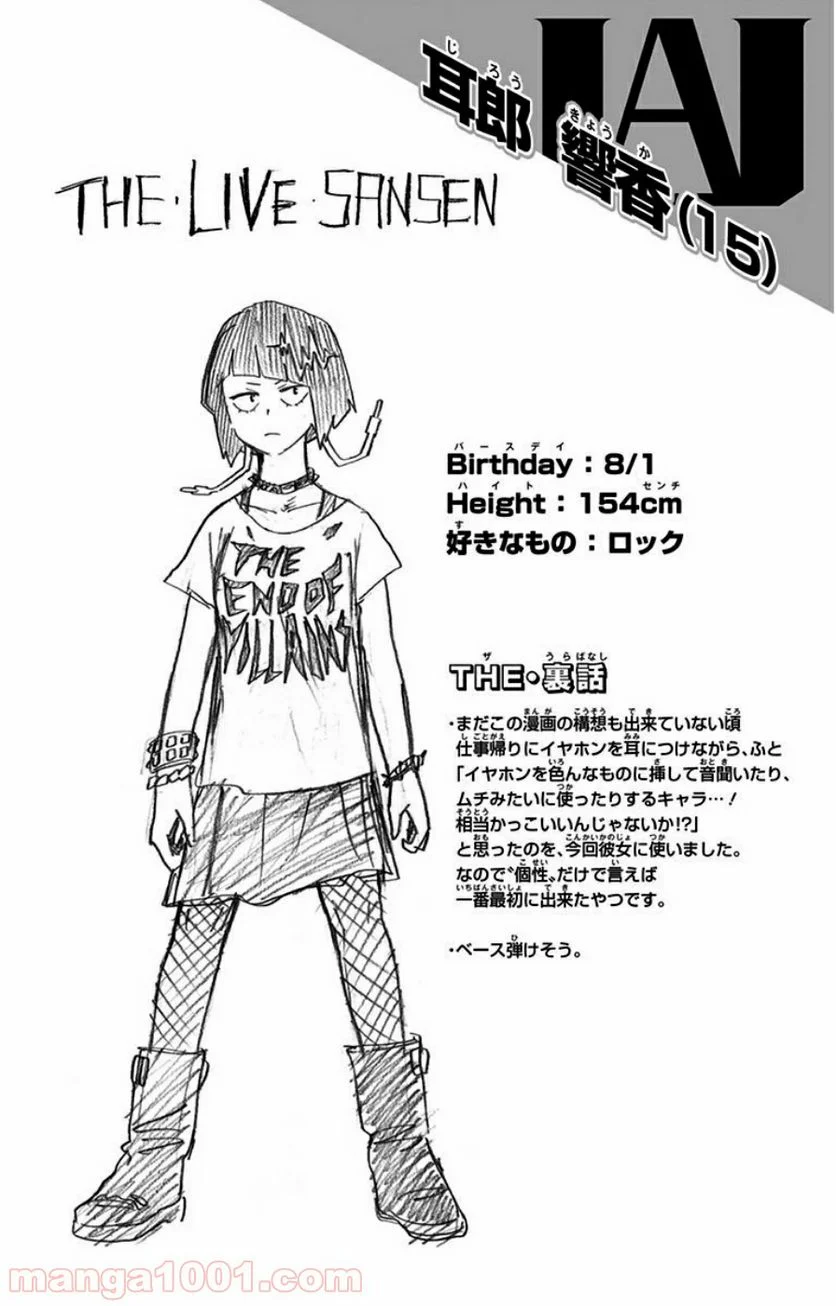 UA
耳郎 響香(15)
THE・LIVE・SANSEN
THE
END OF
VILLAINS
Birthday：8/1
Height：154cm
好きなもの：ロック
THE・裏話
・まだこの漫画の構想も出来ていない頃
仕事帰りにイヤホンを耳につけながら、ふと
「イヤホンを色んなものに挿して音聞いたり、
ムチみたいに使ったりするキャラ…！
相当かっこいいんじゃないか!?」
と思ったのを、今回彼女に使いました。
なので〝個性〟だけで言えば
一番最初に出来たやつです。
・ベース弾けそう。
manga1001.com